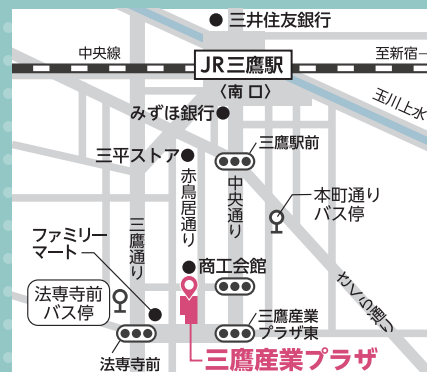 三井住友銀行
中央線
JR三鷹駅
至新宿
〈南口〉
玉川上水
みずほ銀行
三鷹駅前
三平ストア
赤鳥居通り
中央通り
本町通り
バス停
三鷹通り
ファミリー
マート
商工会館
さくら通り
法専寺前
バス停
三鷹産業
プラザ東
法専寺前
三鷹産業プラザ